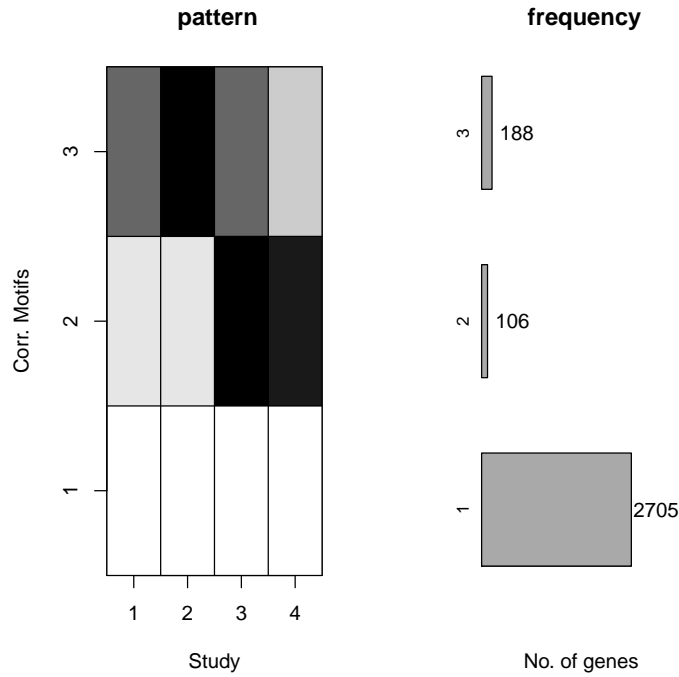 pattern
frequency
Corr. Motifs
3
2
1
1 2 3 4
Study
3
188
2
106
1
2705
No. of genes